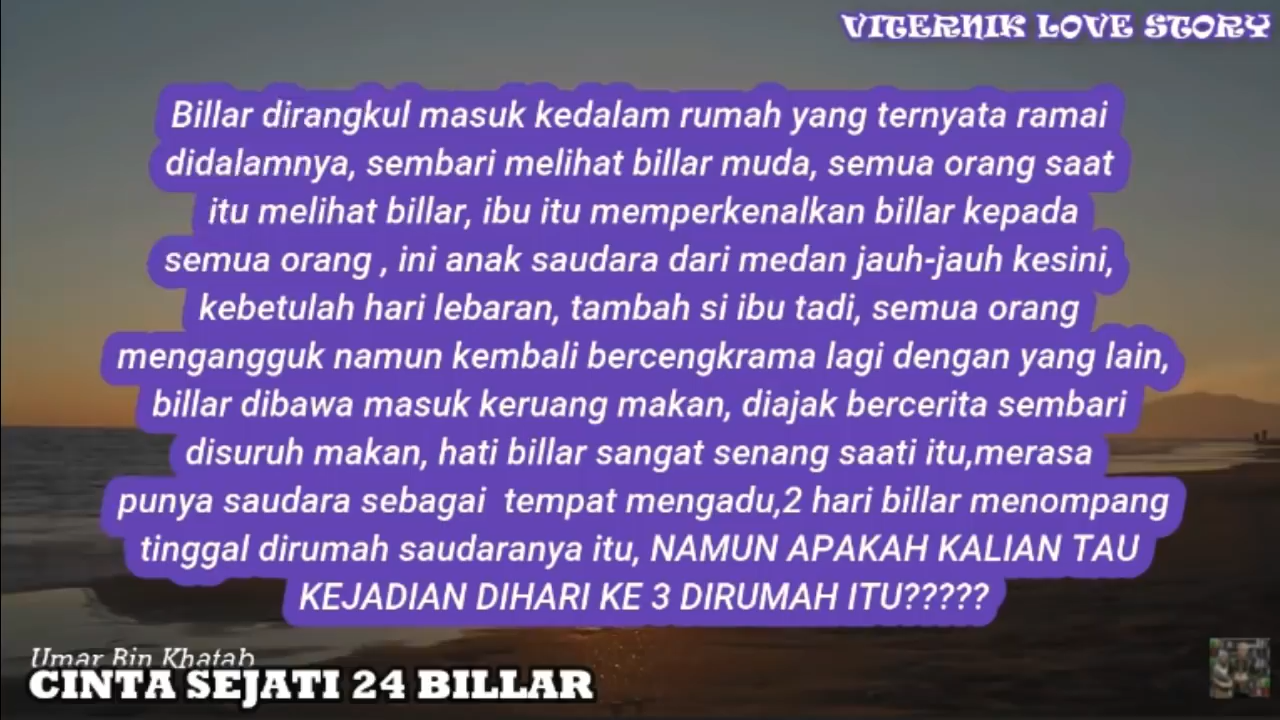 VITERNIK LOVE STORY
Billar dirangkul masuk kedalam rumah yang ternyata ramai
didalamnya, sembari melihat billar muda, semua orang saat
itu melihat billar, ibu itu memperkenalkan billar kepada
semua orang , ini anak saudara dari medan jauh-jauh kesini,
kebetulah hari lebaran, tambah si ibu tadi, semua orang
mengangguk namun kembali bercengkrama lagi dengan yang lain,
billar dibawa masuk keruang makan, diajak bercerita sembari
disuruh makan, hati billar sangat senang saati itu,merasa
punya saudara sebagai  tempat mengadu,2 hari billar menompang
tinggal dirumah saudaranya itu, NAMUN APAKAH KALIAN TAU
KEJADIAN DIHARI KE 3 DIRUMAH ITU?????
Umar Bin Khatab
CINTA SEJATI 24 BILLAR